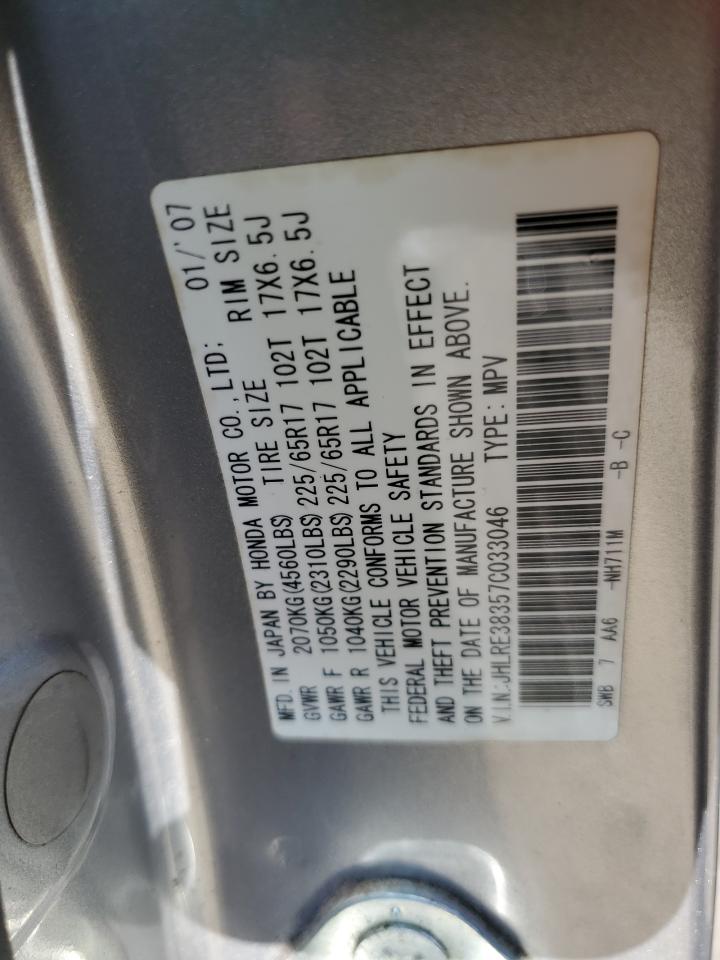 MFD. IN JAPAN BY HONDA MOTOR CO., LTD; 01/'07
GVWR 2070KG(4560LBS) TIRE SIZE RIM SIZE
GAWR F 1050KG(2310LBS) 225/65R17 102T 17X6.5J
GAWR R 1040KG(2290LBS) 225/65R17 102T 17X6.5J
THIS VEHICLE CONFORMS TO ALL APPLICABLE
FEDERAL MOTOR VEHICLE SAFETY
AND THEFT PREVENTION STANDARDS IN EFFECT
ON THE DATE OF MANUFACTURE SHOWN ABOVE.
V.I.N.:JHLRE38357C033046 TYPE: MPV
SWB 7 AA6 -NH711M -B -C